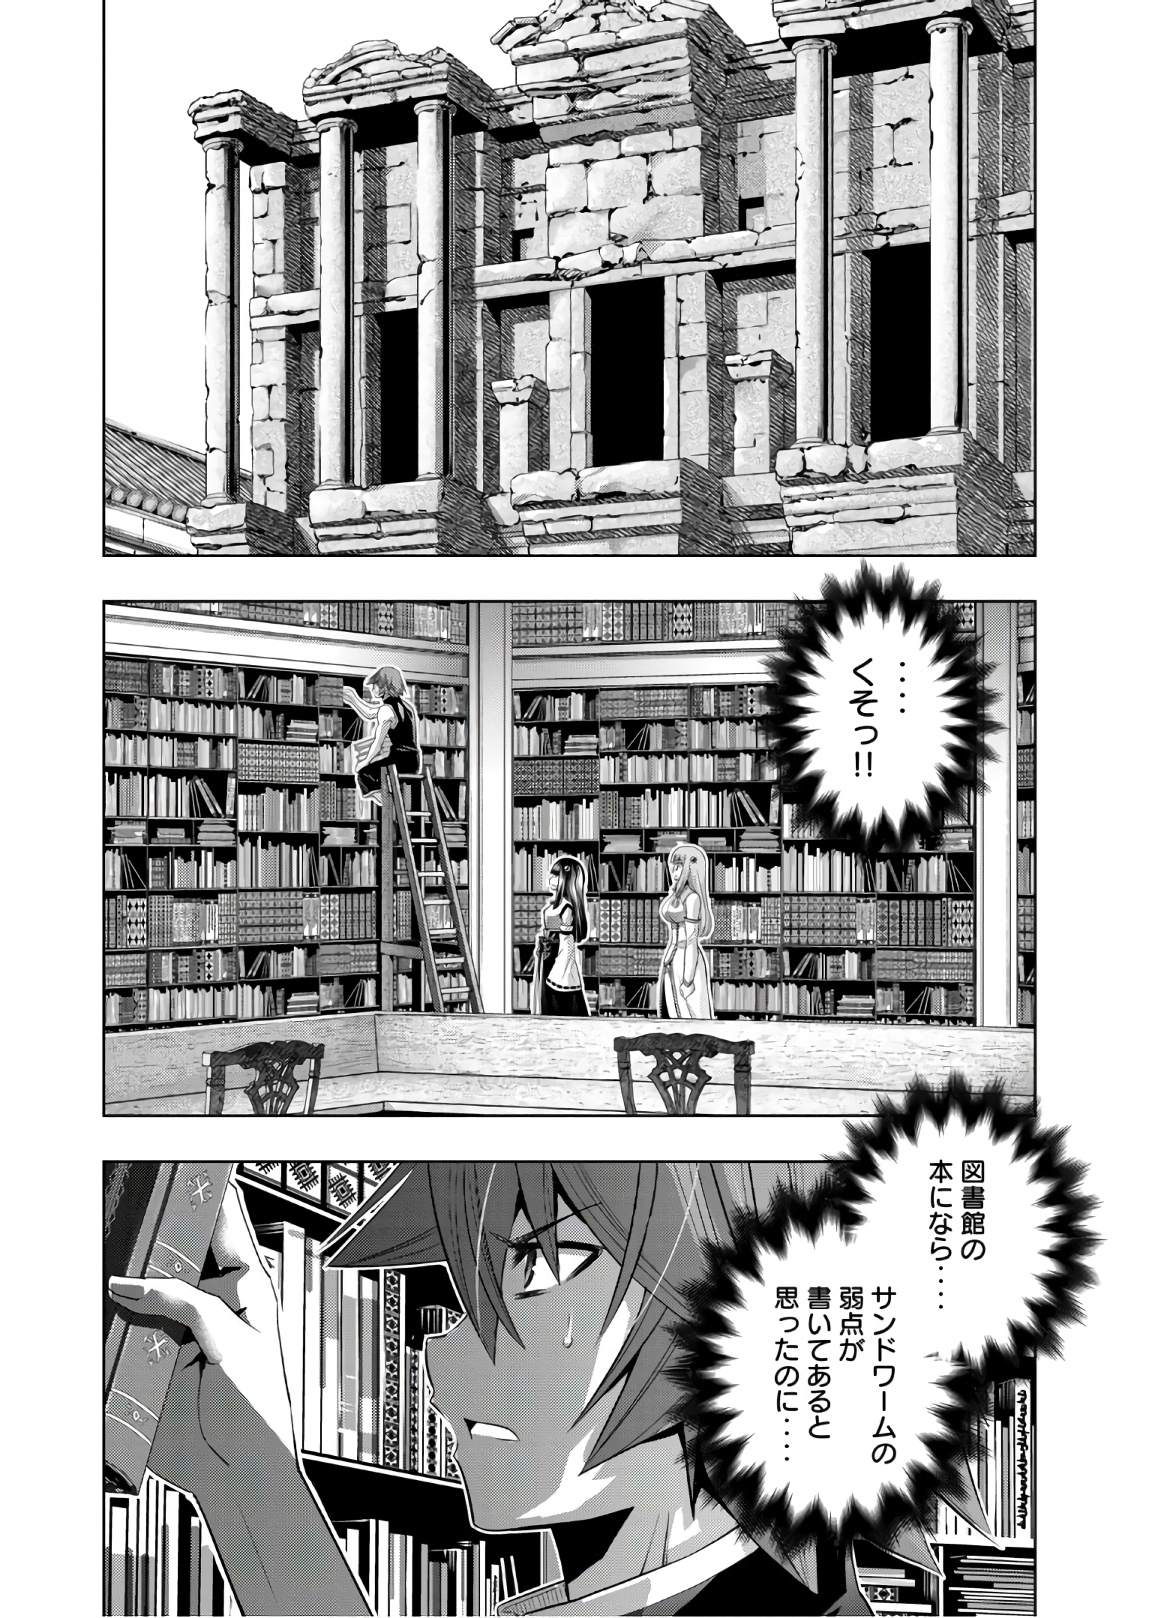 ‥‥
くそっ!!
図書館の
本になら‥‥
サンドワームの
弱点が
書いてあると
思ったのに‥‥